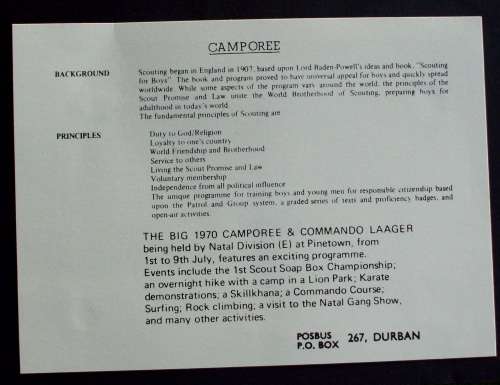 CAMPOREE
BACKGROUND
Scouting began in England in 1907, based upon Lord Baden-Powell's ideas and book, "Scouting
for Boys". The book and program proved to have universal appeal for boys and quickly spread
worldwide. While some aspects of the program vary around the world, the principles of the
Scout Promise and Law unite the World Brotherhood of Scouting, preparing boys for
adulthood in today's world.
The fundamental principles of Scouting are
PRINCIPLES
Duty to God/Religion
Loyalty to one's country
World Friendship and Brotherhood
Service to others
Living the Scout Promise and Law
Voluntary membership
Independence from all political influence
The unique programme for training boys and young men for responsible citizenship based
upon the Patrol and Group system, a graded series of tests and proficiency badges, and
open-air activities.
THE BIG 1970 CAMPOREE & COMMANDO LAAGER
being held by Natal Division (E) at Pinetown, from
1st to 9th July, features an exciting programme.
Events include the 1st Scout Soap Box Championship;
an overnight hike with a camp in a Lion Park; Karate
demonstrations; a Skillkhana; a Commando Course;
Surfing; Rock climbing; a visit to the Natal Gang Show,
and many other activities.
POSBUS
P.O. BOX 267, DURBAN